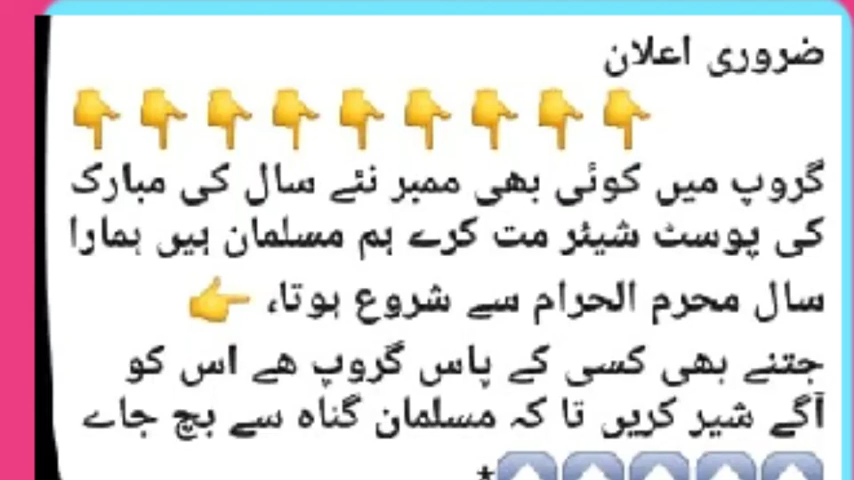 ضروری اعلان
👇👇👇👇👇👇👇👇👇
گروپ میں کوئی بھی ممبر نئے سال کی مبارک
کی پوسٹ شیئر مت کرے ہم مسلمان ہیں ہمارا
سال محرم الحرام سے شروع ہوتا، 👉
جتنے بھی کسی کے پاس گروپ ھے اس کو
آگے شیر کریں تا کہ مسلمان گناہ سے بچ جاے
⬆️⬆️⬆️⬆️⬆️*